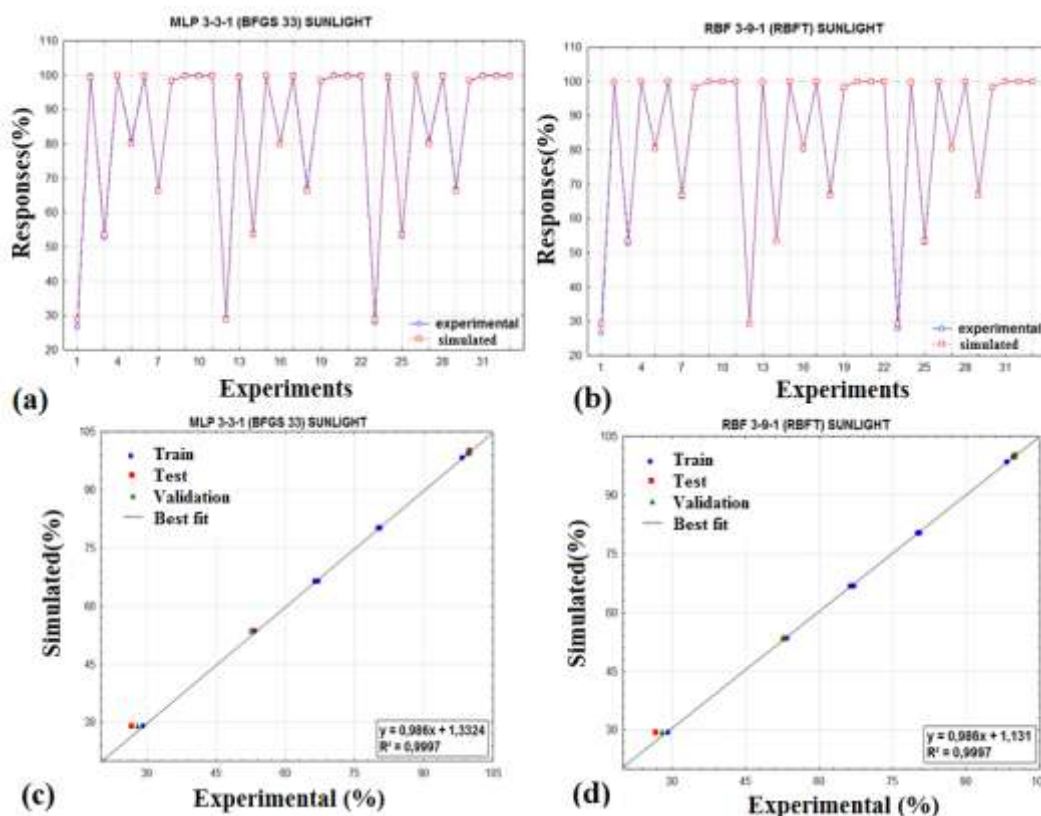 MLP 3-3-1 (BFGS 33) SUNLIGHT
110
100
90
80
70
60
50
40
30
20
Responses(%)
experimental
simulated
1 4 7 10 13 16 19 22 25 28 31
(a)
Experiments
RBF 3-9-1 (RBFT) SUNLIGHT
110
100
90
80
70
60
50
40
30
20
Responses(%)
experimental
simulated
1 4 7 10 13 16 19 22 25 28 31
(b)
Experiments
MLP 3-3-1 (BFGS 33) SUNLIGHT
105
90
75
60
45
30
Simulated(%)
Train
Test
Validation
Best fit
y = 0,986x + 1,3324
R² = 0,9997
30 45 60 75 90 105
(c)
Experimental (%)
RBF 3-9-1 (RBFT) SUNLIGHT
105
90
75
60
45
30
Simulated(%)
Train
Test
Validation
Best fit
y = 0,986x + 1,131
R² = 0,9997
30 45 60 75 90
(d)
Experimental (%)